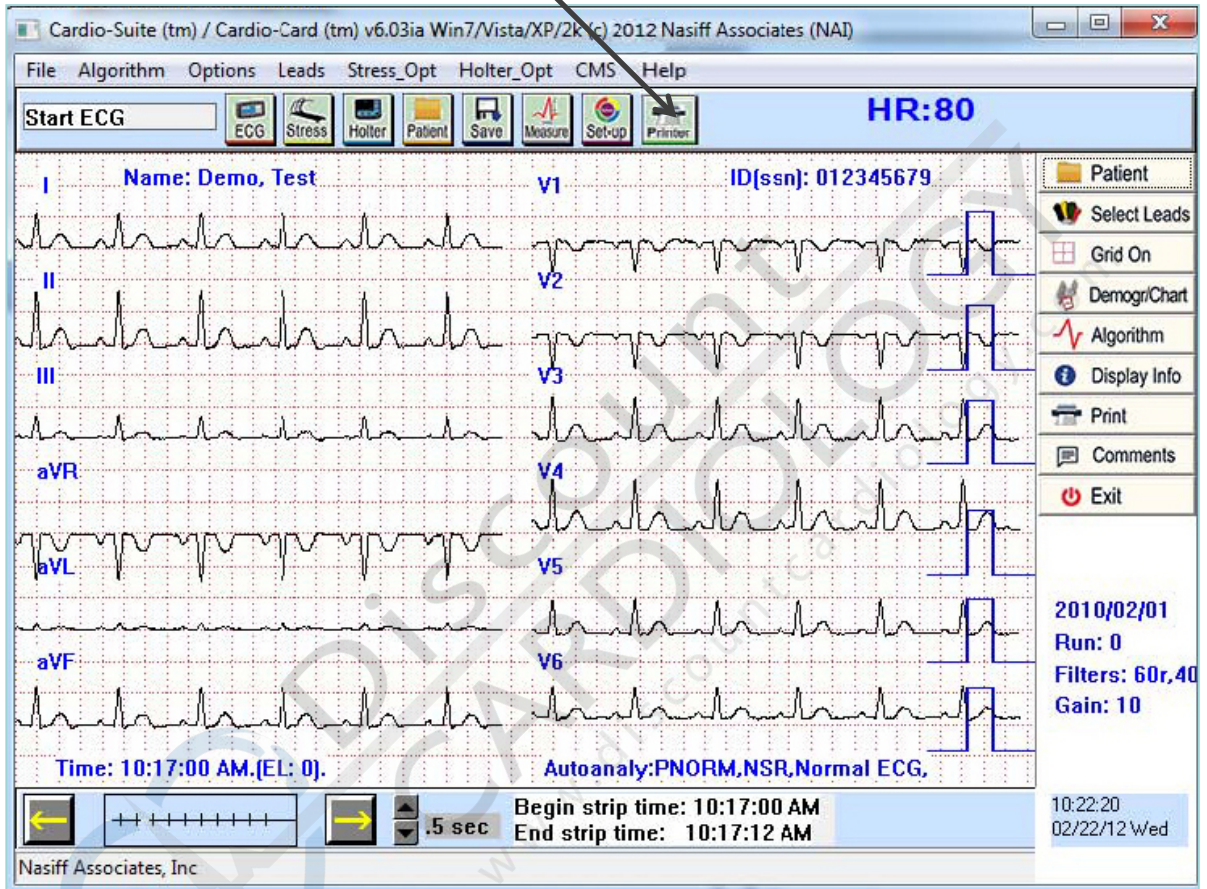 Cardio-Suite (tm) / Cardio-Card (tm) v6.03ia Win7/Vista/XP/2k (c) 2012 Nasiff Associates (NAI)
File Algorithm Options Leads Stress_Opt Holter_Opt CMS Help
Start ECG
ECG Stress Holter Patient Save Measure Set-up Printer
HR:80
I Name: Demo, Test V1 ID(ssn): 012345679
II V2
III V3
aVR V4
aVL V5
aVF V6
Time: 10:17:00 AM.(EL: 0). Autoanaly:PNORM,NSR,Normal ECG,
Patient
Select Leads
Grid On
Demogr/Chart
Algorithm
Display Info
Print
Comments
Exit
2010/02/01
Run: 0
Filters: 60r,40
Gain: 10
.5 sec
Begin strip time: 10:17:00 AM
End strip time: 10:17:12 AM
10:22:20
02/22/12 Wed
Nasiff Associates, Inc
Discount
CARDIOLOGY
www.discountcardiology.com